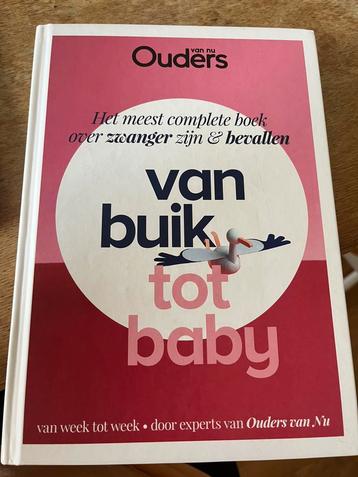 Ouders
van nu
Het meest complete boek
over zwanger zijn & bevallen
van
buik
tot
baby
van week tot week • door experts van Ouders van Nu